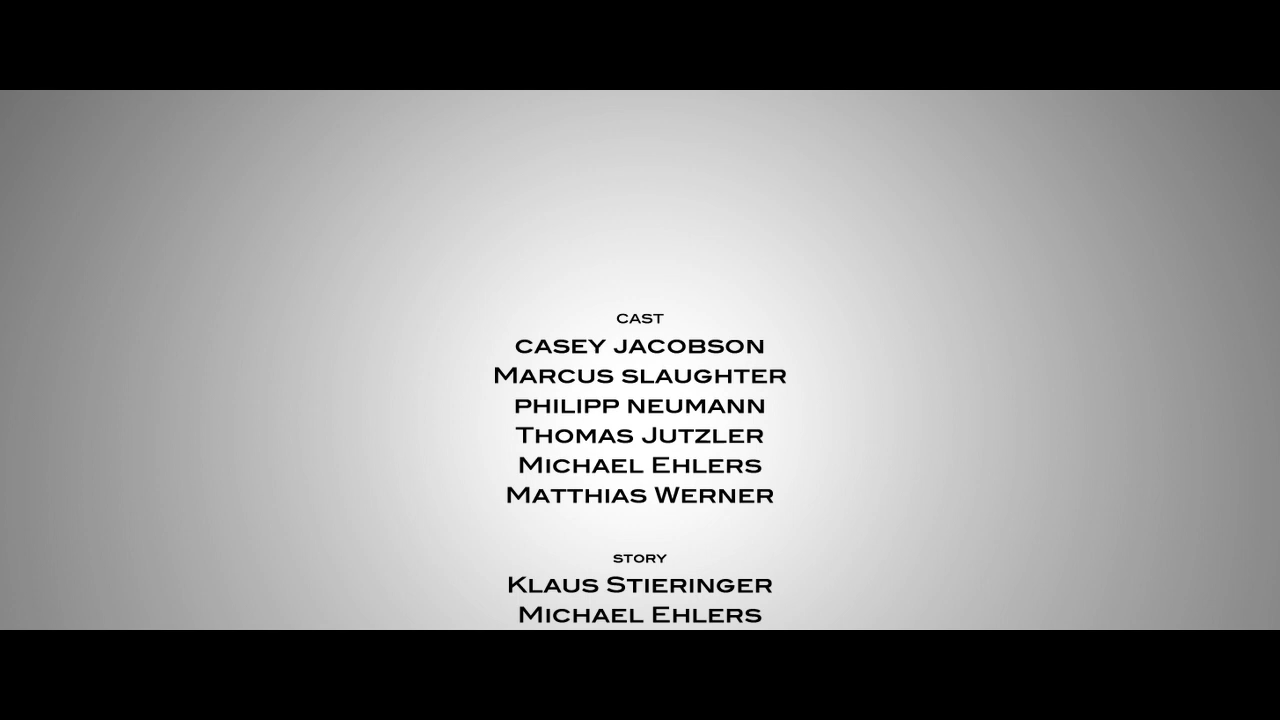 CAST
CASEY JACOBSON
MARCUS SLAUGHTER
PHILIPP NEUMANN
THOMAS JUTZLER
MICHAEL EHLERS
MATTHIAS WERNER
STORY
KLAUS STIERINGER
MICHAEL EHLERS